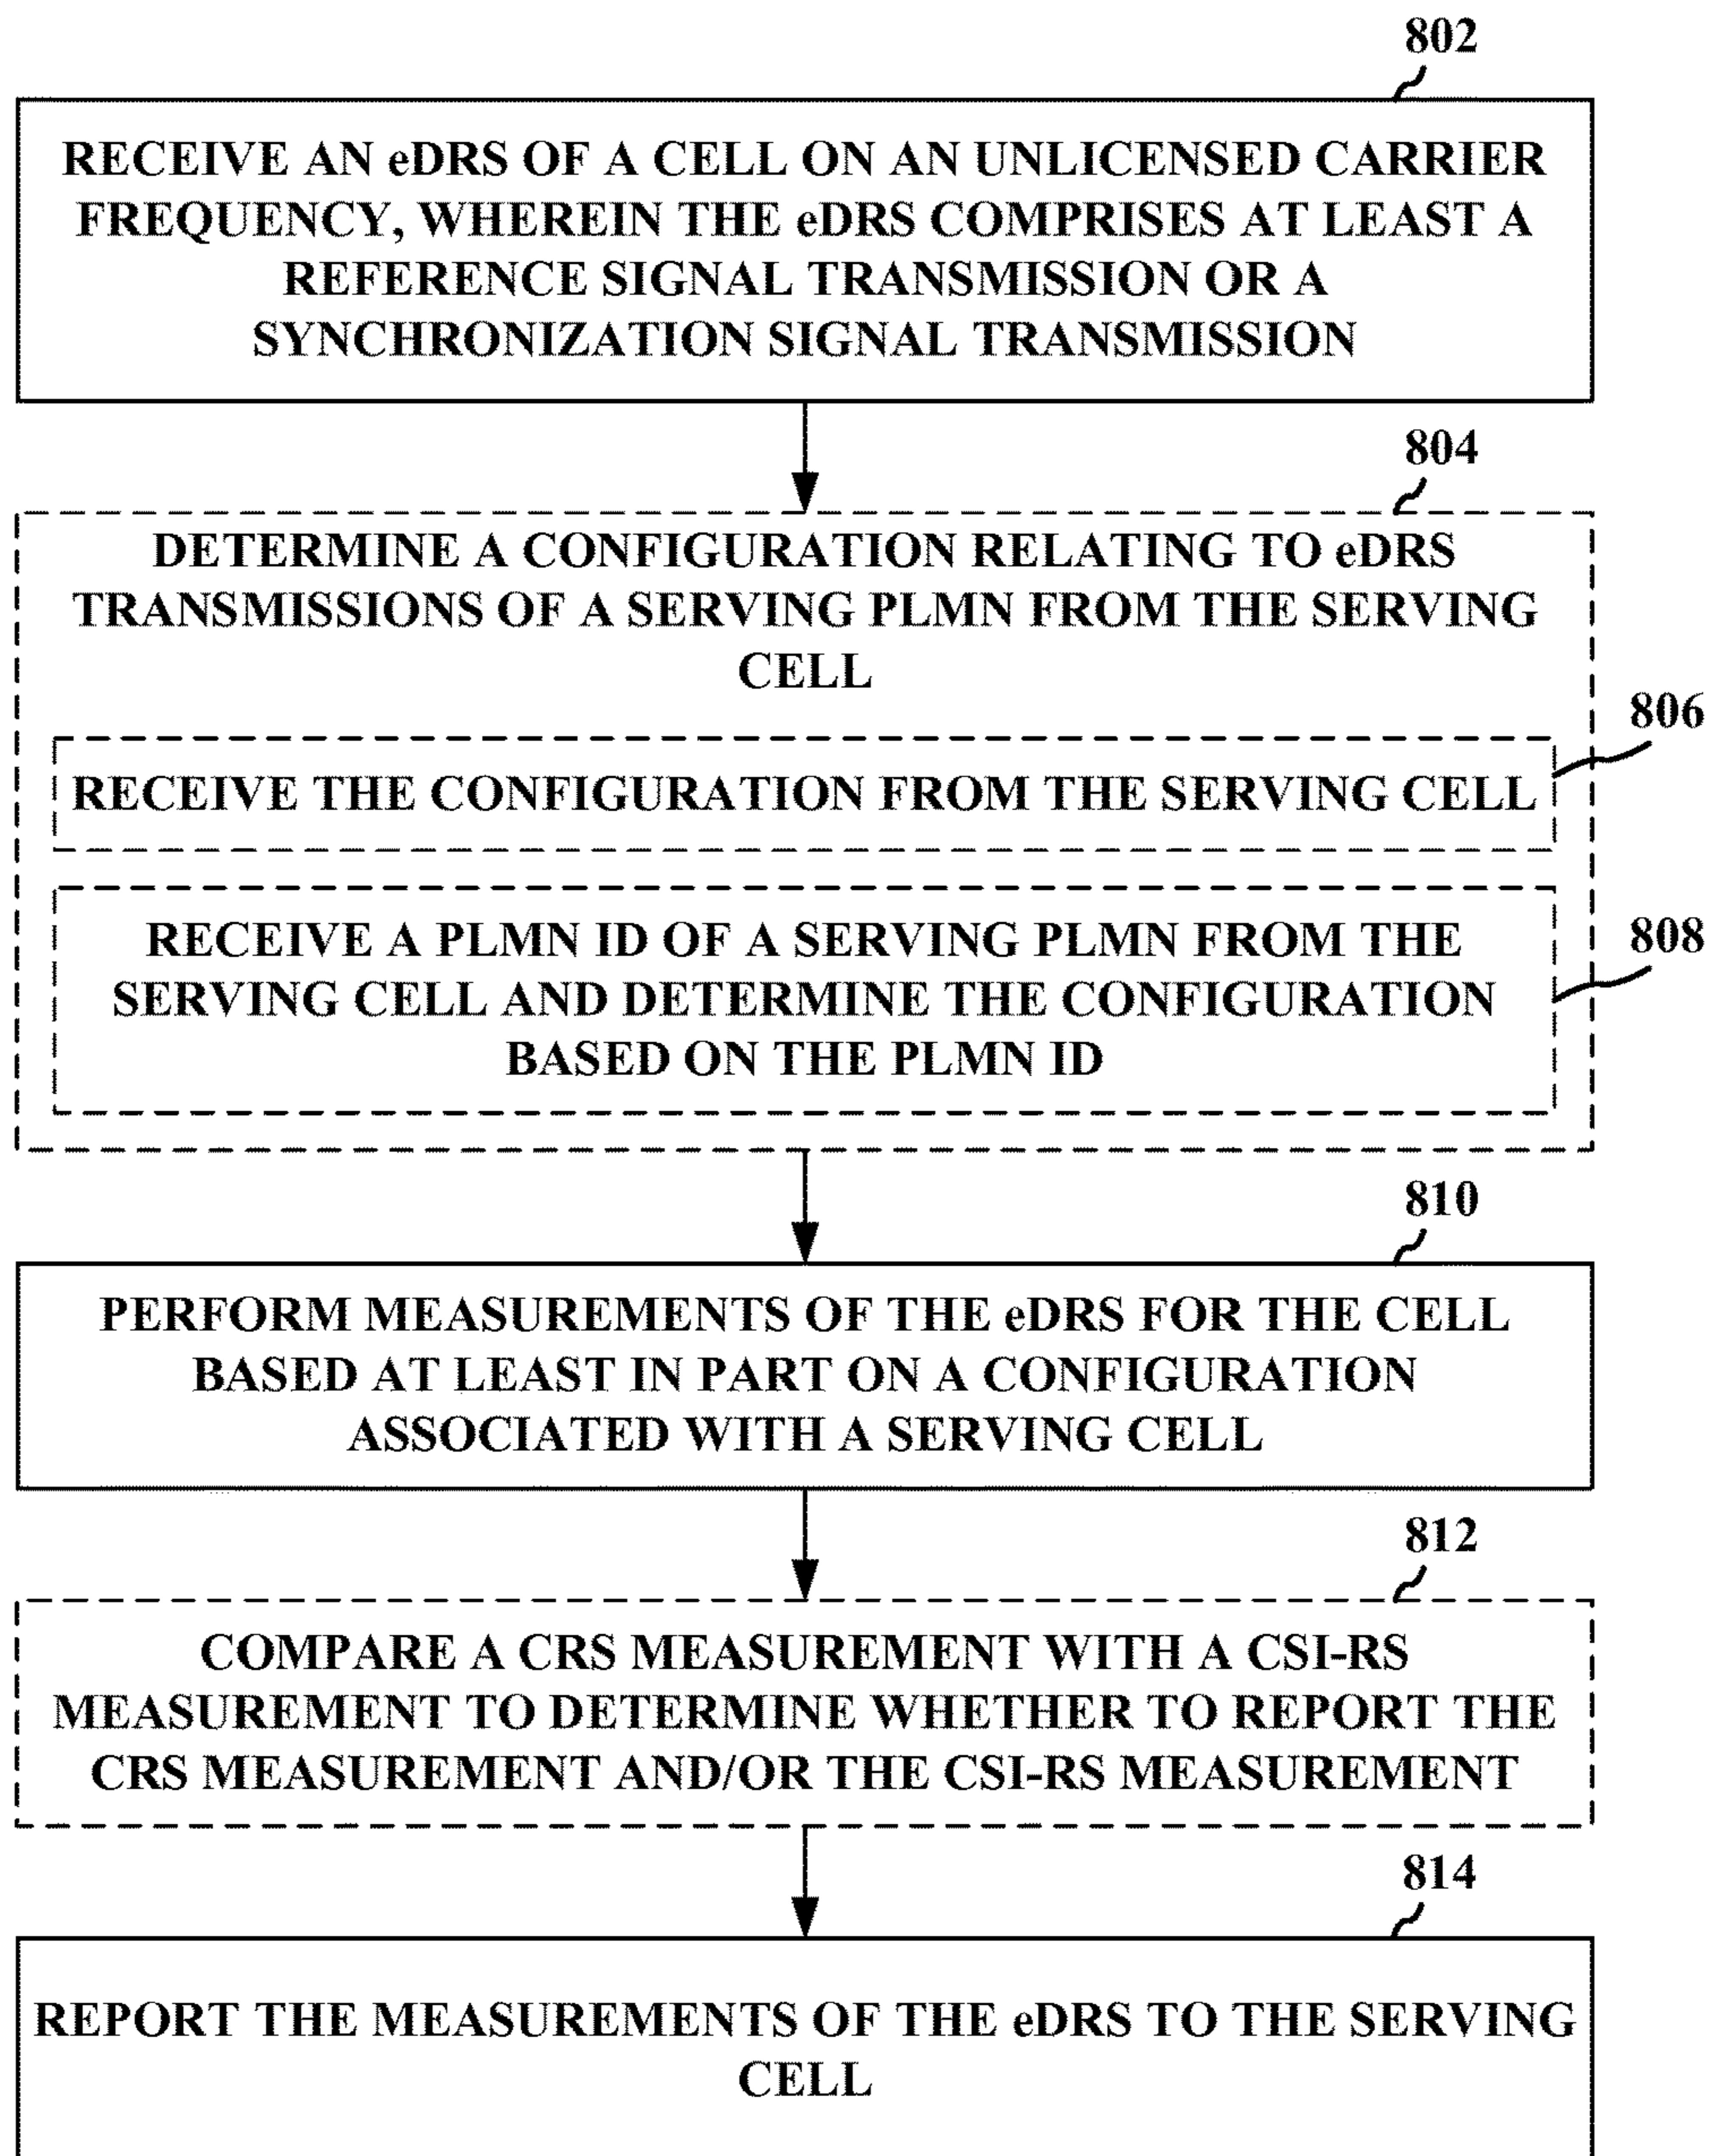 802
RECEIVE AN eDRS OF A CELL ON AN UNLICENSED CARRIER
FREQUENCY, WHEREIN THE eDRS COMPRISES AT LEAST A
REFERENCE SIGNAL TRANSMISSION OR A
SYNCHRONIZATION SIGNAL TRANSMISSION
804
DETERMINE A CONFIGURATION RELATING TO eDRS
TRANSMISSIONS OF A SERVING PLMN FROM THE SERVING
CELL
806
RECEIVE THE CONFIGURATION FROM THE SERVING CELL
808
RECEIVE A PLMN ID OF A SERVING PLMN FROM THE
SERVING CELL AND DETERMINE THE CONFIGURATION
BASED ON THE PLMN ID
810
PERFORM MEASUREMENTS OF THE eDRS FOR THE CELL
BASED AT LEAST IN PART ON A CONFIGURATION
ASSOCIATED WITH A SERVING CELL
812
COMPARE A CRS MEASUREMENT WITH A CSI-RS
MEASUREMENT TO DETERMINE WHETHER TO REPORT THE
CRS MEASUREMENT AND/OR THE CSI-RS MEASUREMENT
814
REPORT THE MEASUREMENTS OF THE eDRS TO THE SERVING
CELL